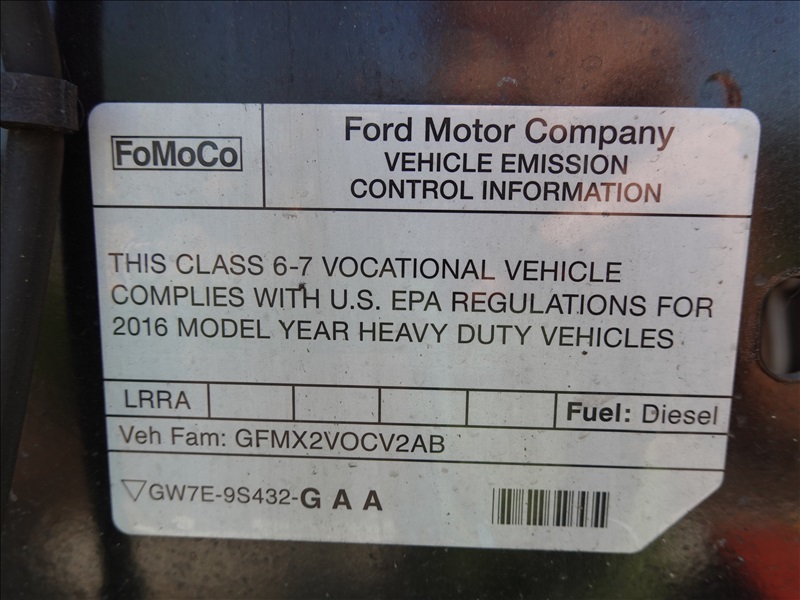 FoMoCo
Ford Motor Company
VEHICLE EMISSION
CONTROL INFORMATION
THIS CLASS 6-7 VOCATIONAL VEHICLE
COMPLIES WITH U.S. EPA REGULATIONS FOR
2016 MODEL YEAR HEAVY DUTY VEHICLES
LRRA
Fuel: Diesel
Veh Fam: GFMX2VOCV2AB
▽GW7E-9S432-GAA